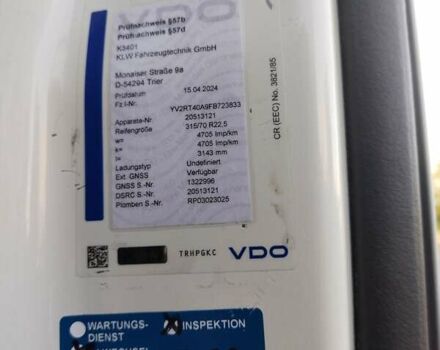 VDO
Prüfnachweis §57b
Prüfnachweis §57d
K3401
KLW Fahrzeugtechnik GmbH
Monaiser Straße 9a
D-54294 Trier
Prüfdatum 15.04.2024
Fz.I-Nr. YV2RT40A9FB723833
Apparate-Nr. 20513121
Reifengröße 315/70 R22.5
w= 4705 Imp/km
k= 4705 Imp/km
l= 3143 mm
Ladungstyp Undefiniert
Ext. GNSS Verfügbar
GNSS S.-Nr. 1322996
DSRC S.-Nr. 20513121
Plomben S.-Nr. RP03023025
CR (EEC) No. 3821/85
TRHPGKC VDO
WARTUNGS-
DIENST
INSPEKTION